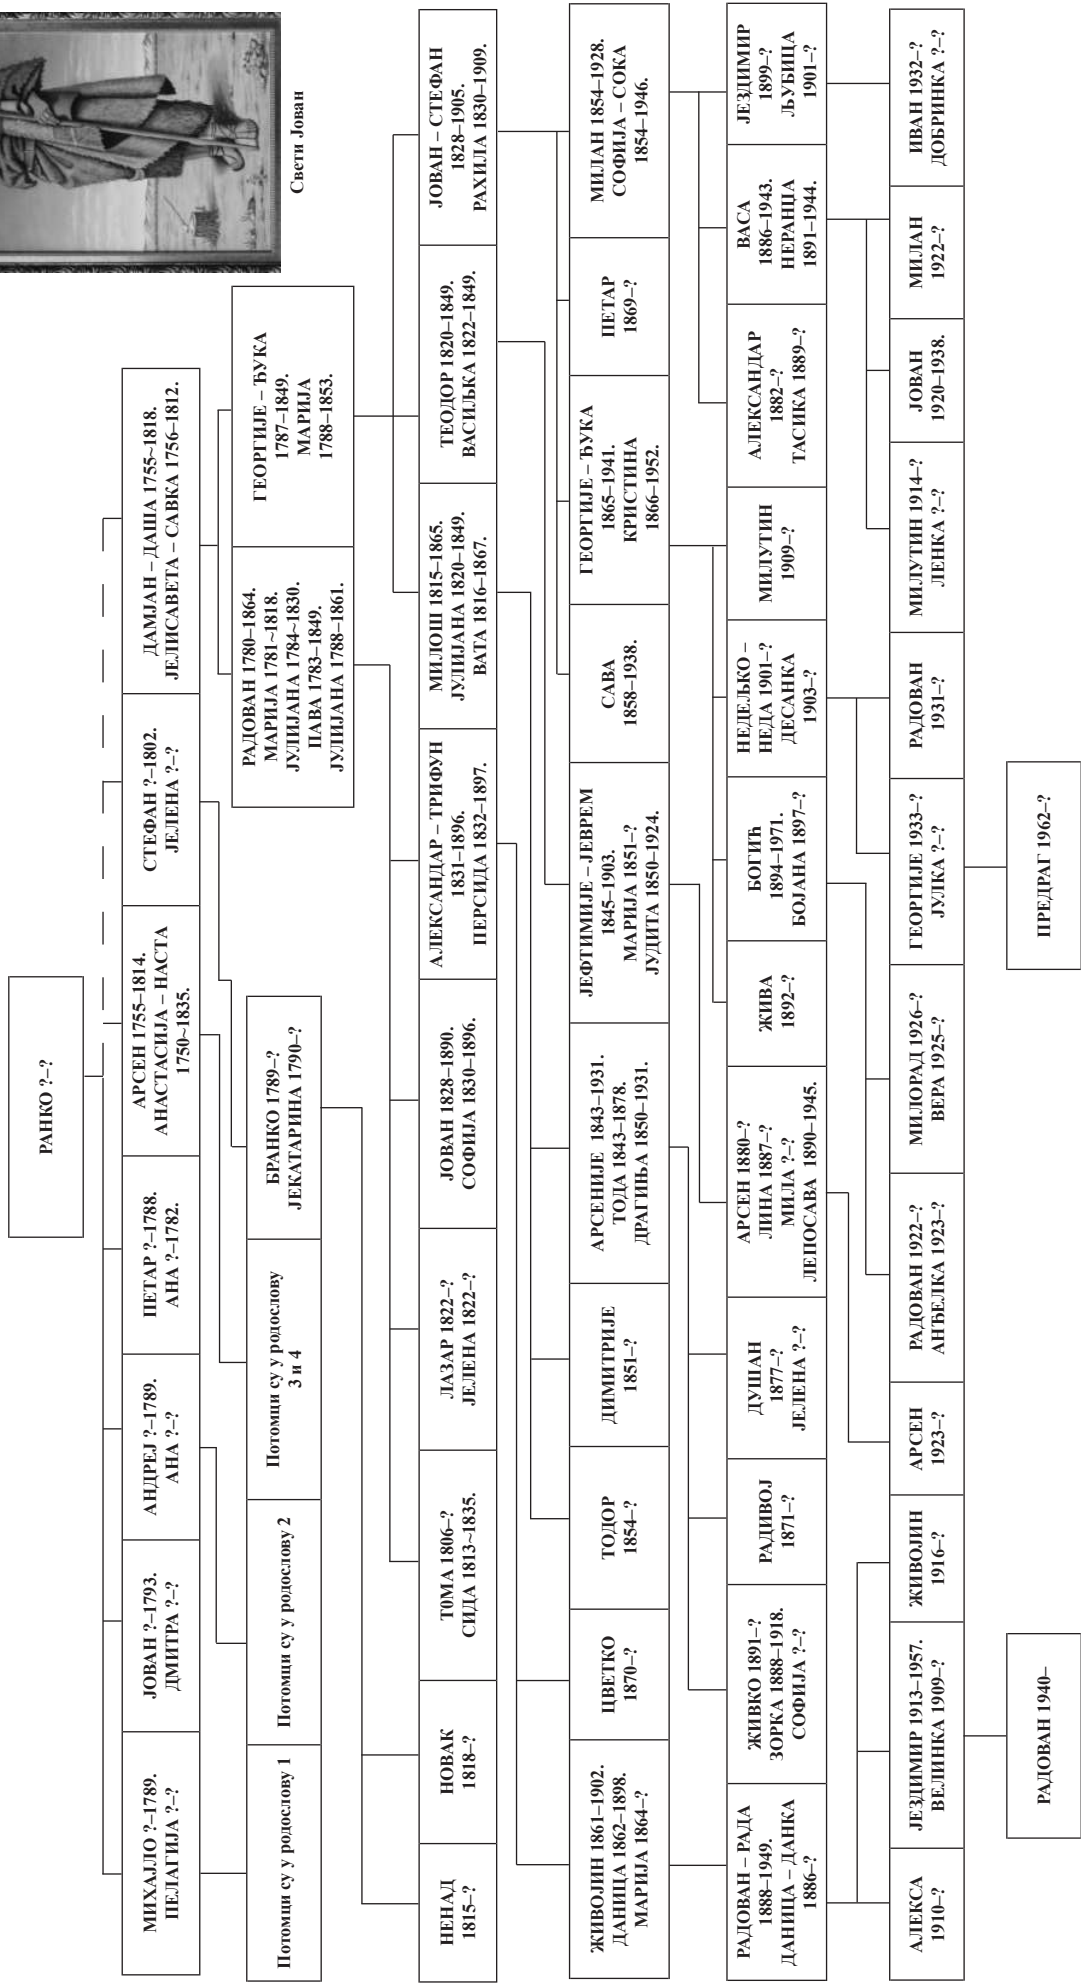 Свети Јован
РАНКО ?–?
МИХАЈЛО ?–1789.
ПЕЛАГИЈА ?–?
ЈОВАН ?–1793.
ДМИТРА ?–?
АНДРЕЈ ?–1789.
АНА ?–?
ПЕТАР ?–1788.
АНА ?–1782.
АРСЕН 1755–1814.
АНАСТАСИЈА – НАСТА
1750~1835.
СТЕФАН ?–1802.
ЈЕЛЕНА ?–?
ДАМЈАН – ДАША 1755~1818.
ЈЕЛИСАВЕТА – САВКА 1756–1812.
Потомци су у родослову 1
Потомци су у родослову 2
Потомци су у родослову
3 и 4
БРАНКО 1789–?
ЈЕКАТАРИНА 1790–?
РАДОВАН 1780–1864.
МАРИЈА 1781~1818.
ЈУЛИЈАНА 1784~1830.
ПАВА 1783–1849.
ЈУЛИЈАНА 1788–1861.
ГЕОРГИЈЕ – ЂУКА
1787–1849.
МАРИЈА
1788–1853.
НЕНАД
1815–?
НОВАК
1818–?
ТОМА 1806–?
СИДА 1813~1835.
ЛАЗАР 1822–?
ЈЕЛЕНА 1822–?
ЈОВАН 1828–1890.
СОФИЈА 1830–1896.
АЛЕКСАНДАР – ТРИФУН
1831–1896.
ПЕРСИДА 1832–1897.
МИЛОШ 1815–1865.
ЈУЛИЈАНА 1820–1849.
ВАТА 1816–1867.
ТЕОДОР 1820–1849.
ВАСИЉКА 1822–1849.
ЈОВАН – СТЕФАН
1828–1905.
РАХИЛА 1830–1909.
ЖИВОЈИН 1861–1902.
ДАНИЦА 1862–1898.
МАРИЈА 1864–?
ЦВЕТКО
1870–?
ТОДОР
1854–?
ДИМИТРИЈЕ
1851–?
АРСЕНИЈЕ 1843–1931.
ТОДА 1843–1878.
ДРАГИЊА 1850–1931.
ЈЕФТИМИЈЕ – ЈЕВРЕМ
1845–1903.
МАРИЈА 1851–?
ЈУДИТА 1850–1924.
САВА
1858–1938.
ГЕОРГИЈЕ – ЂУКА
1865–1941.
КРИСТИНА
1866–1952.
ПЕТАР
1869–?
МИЛАН 1854–1928.
СОФИЈА – СОКА
1854–1946.
РАДОВАН – РАДА
1888–1949.
ДАНИЦА – ДАНКА
1886–?
ЖИВКО 1891–?
ЗОРКА 1888–1918.
СОФИЈА ?–?
РАДИВОЈ
1871–?
ДУШАН
1877–?
ЈЕЛЕНА ?–?
АРСЕН 1880–?
ЛИНА 1887–?
МИЛА ?–?
ЛЕПОСАВА 1890–1945.
ЖИВА
1892–?
БОГИЋ
1894–1971.
БОЈАНА 1897–?
НЕДЕЉКО –
НЕДА 1901–?
ДЕСАНКА
1903–?
МИЛУТИН
1909–?
АЛЕКСАНДАР
1882–?
ТАСИКА 1889–?
ВАСА
1886–1943.
НЕРАНЏА
1891–1944.
ЈЕЗДИМИР
1899–?
ЉУБИЦА
1901–?
АЛЕКСА
1910–?
ЈЕЗДИМИР 1913–1957.
ВЕЛИНКА 1909–?
ЖИВОЈИН
1916–?
АРСЕН
1923–?
РАДОВАН 1922–?
АНЂЕЛКА 1923–?
МИЛОРАД 1926–?
ВЕРА 1925–?
ГЕОРГИЈЕ 1933–?
ЈУЛКА ?–?
РАДОВАН
1931–?
МИЛУТИН 1914–?
ЛЕНКА ?–?
ЈОВАН
1920–1938.
МИЛАН
1922–?
ИВАН 1932–?
ДОБРИНКА ?–?
РАДОВАН 1940–
ПРЕДРАГ 1962–?